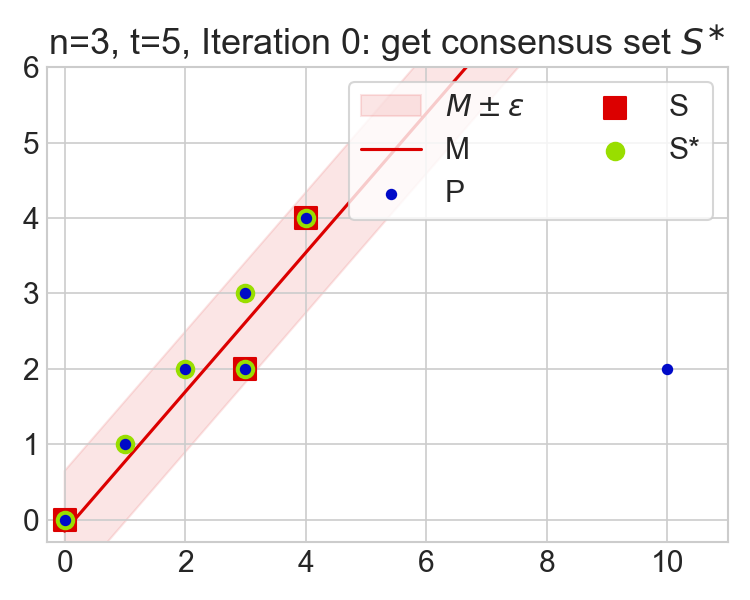 n=3, t=5, Iteration 0: get consensus set S*
6
5
4
3
2
1
0
M ± ε
M
P
S
S*
0 2 4 6 8 10